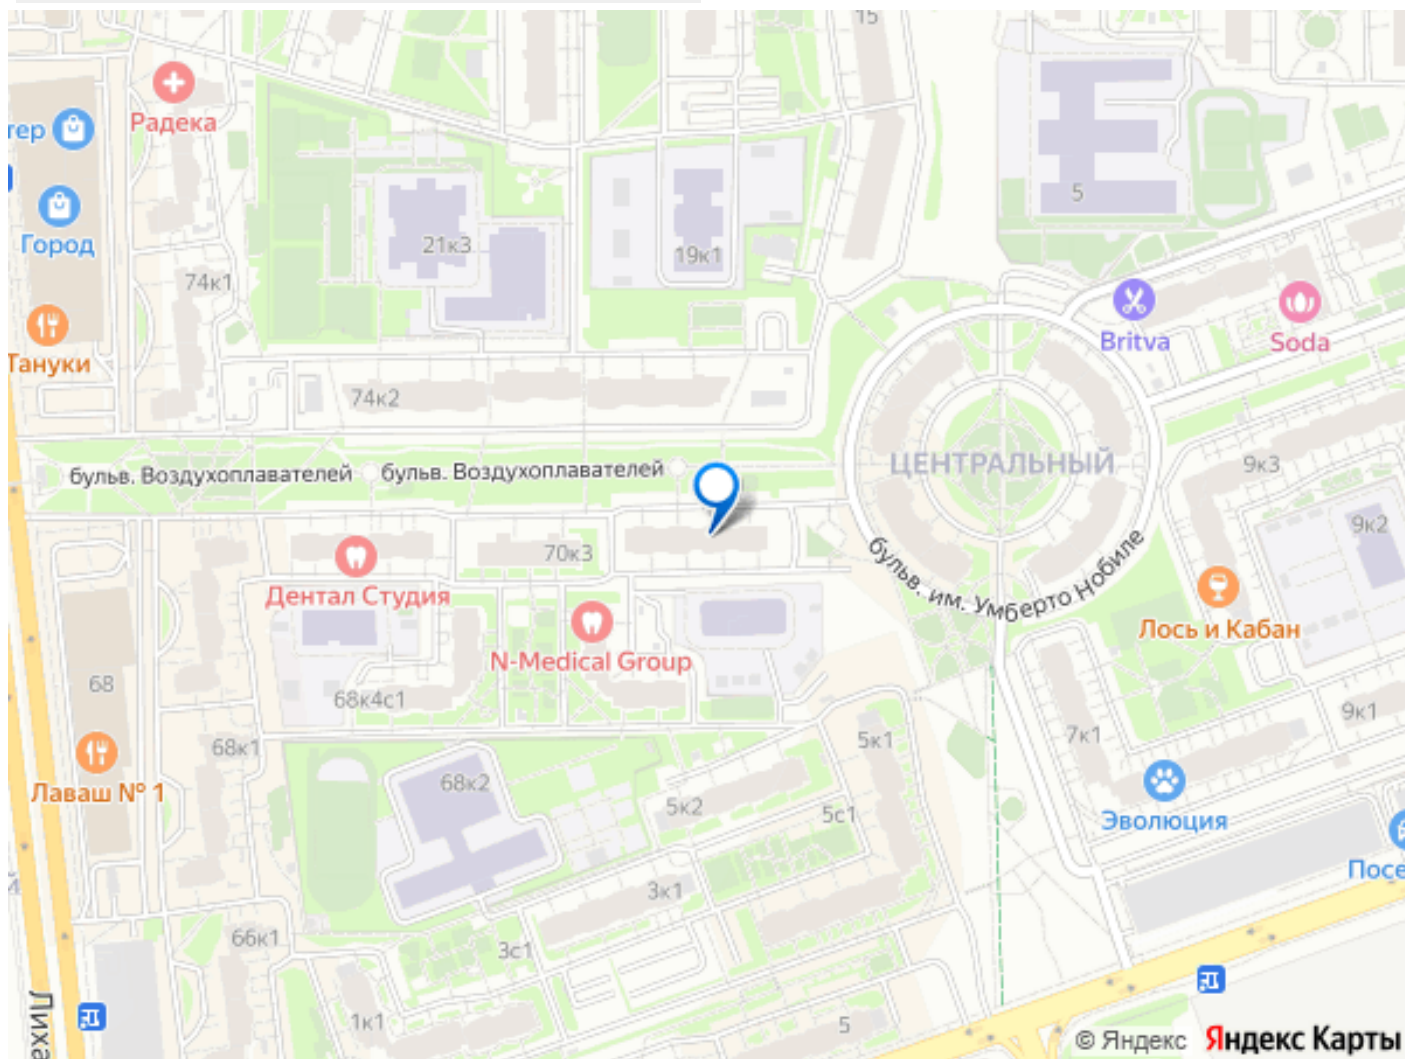 15
Радека
тер
5
Город
21к3
19к1
74к1
Britva
Soda
Тануки
74к2
бульв. Воздухоплавателей
бульв. Воздухоплавателей
ЦЕНТРАЛЬНЫЙ
9к3
9к2
70к3
Дентал Студия
бульв. им. Умберто Нобиле
Лось и Кабан
N-Medical Group
68
68к4с1
9к1
68к1
5к1
7к1
68к2
Лаваш № 1
5к2
5с1
Эволюция
Посе
3к1
66к1
3с1
Лиха
1к1
5
© Яндекс
Яндекс Карты